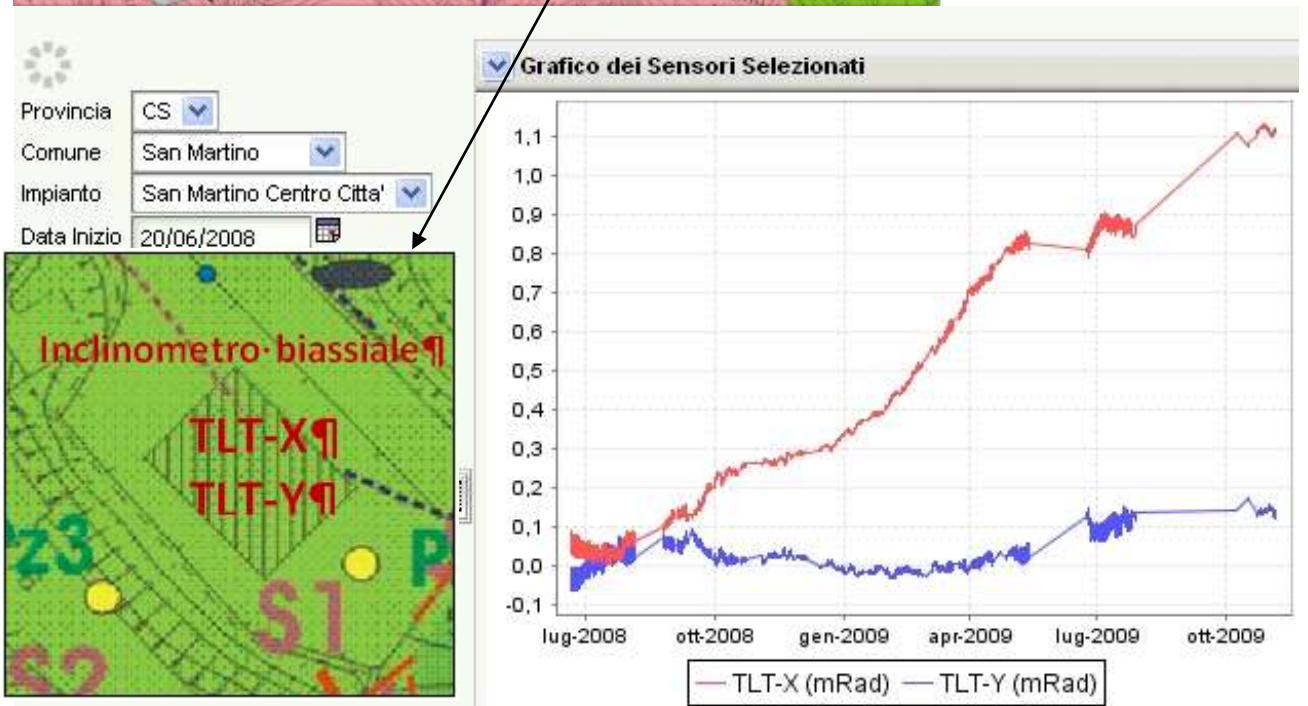 Provincia CS
Comune San Martino
Impianto San Martino Centro Citta'
Data Inizio 20/06/2008
Inclinometro·biassiale¶
TLT-X¶
TLT-Y¶
z3
P
S1
S2
Grafico dei Sensori Selezionati
1,1
1,0
0,9
0,8
0,7
0,6
0,5
0,4
0,3
0,2
0,1
0,0
-0,1
lug-2008 ott-2008 gen-2009 apr-2009 lug-2009 ott-2009
TLT-X (mRad) TLT-Y (mRad)